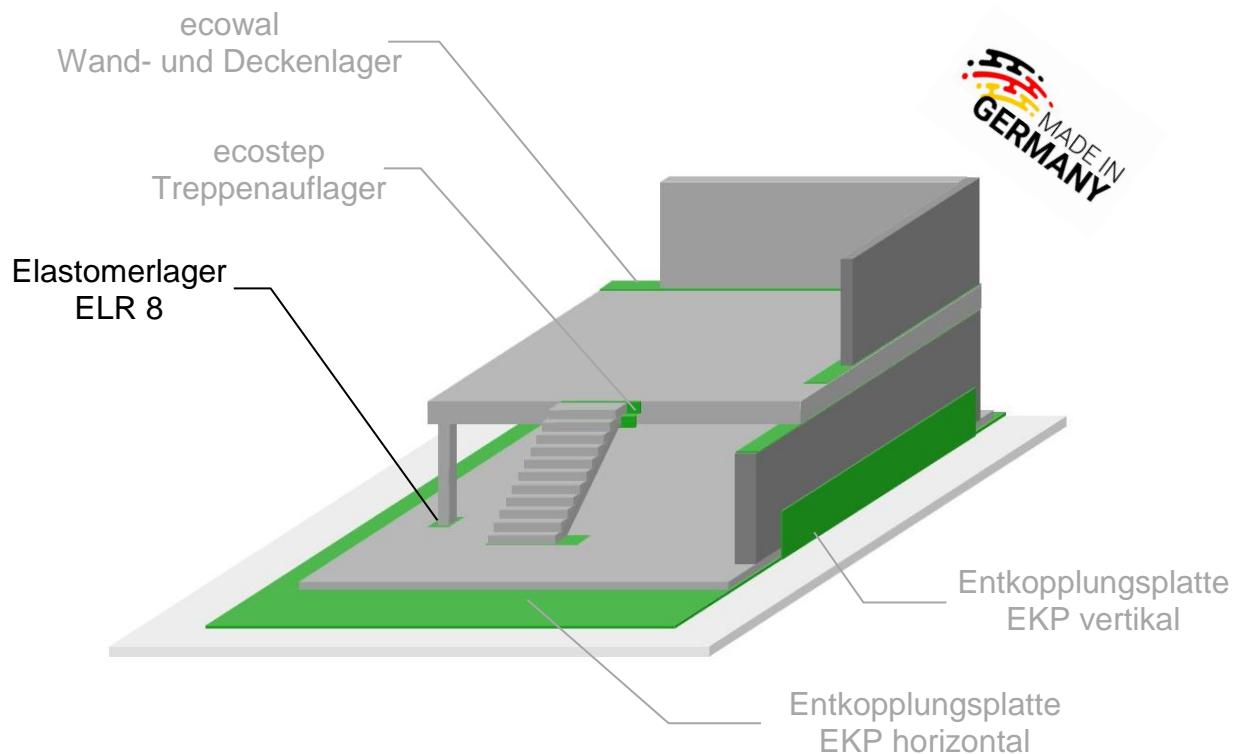 ecowal
Wand- und Deckenlager
ecostep
Treppenauflager
Elastomerlager
ELR 8
MADE IN
GERMANY
Entkopplungsplatte
EKP vertikal
Entkopplungsplatte
EKP horizontal